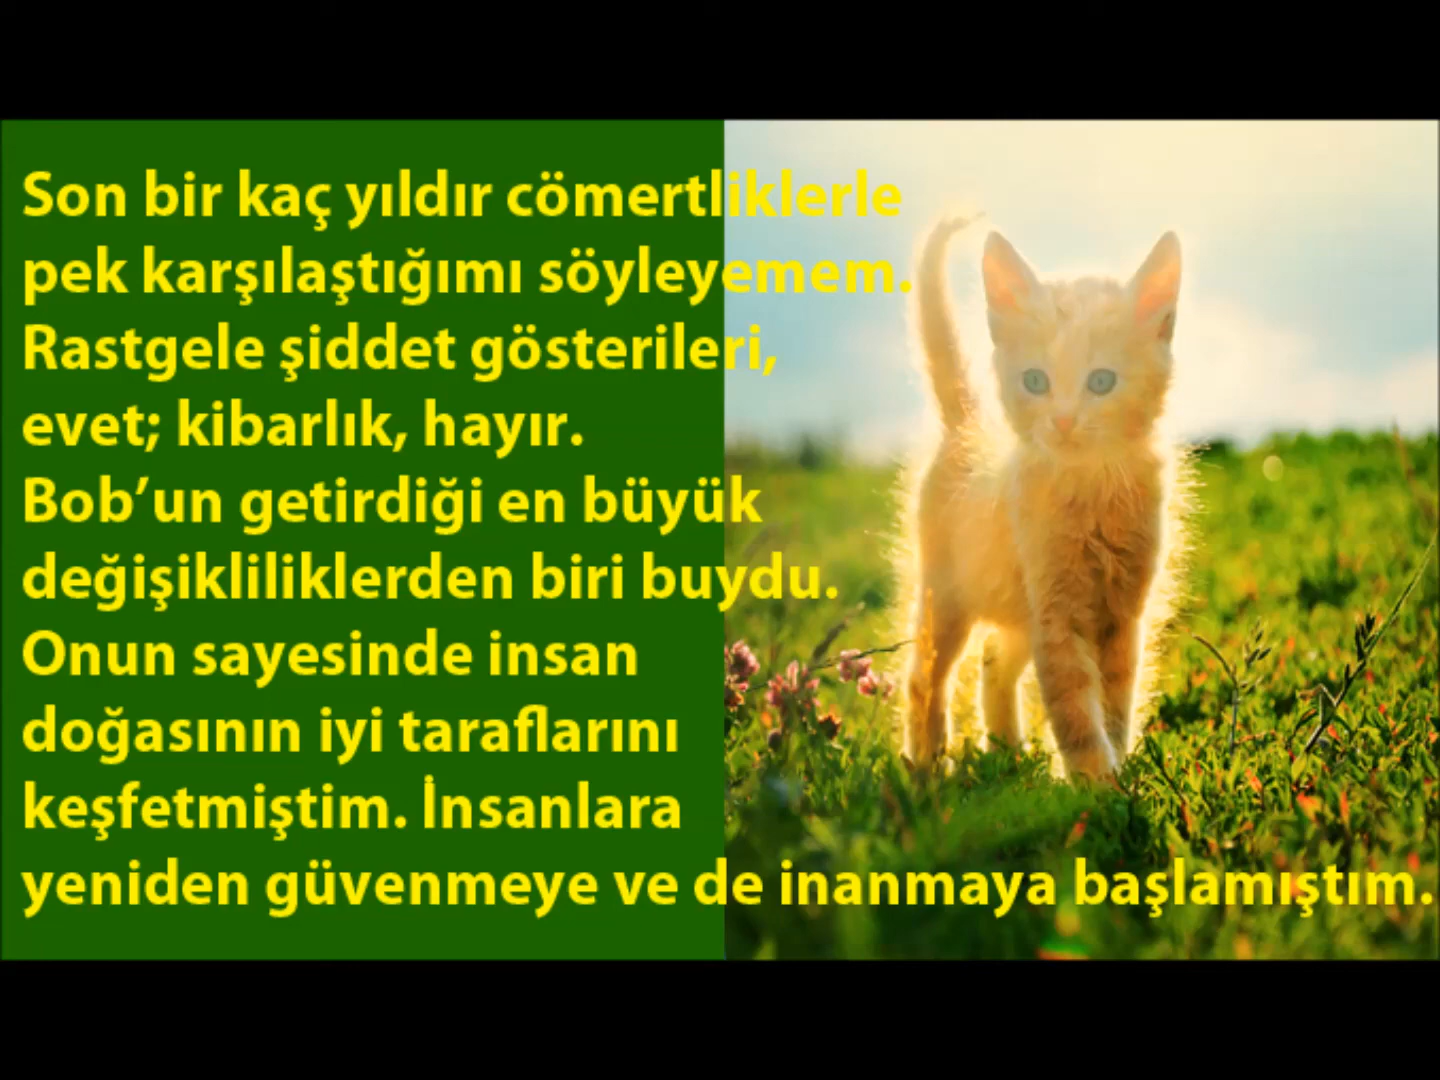 Son bir kaç yıldır cömertliklerle
pek karşılaştığımı söyleyemem.
Rastgele şiddet gösterileri,
evet; kibarlık, hayır.
Bob’un getirdiği en büyük
değişikliliklerden biri buydu.
Onun sayesinde insan
doğasının iyi taraflarını
keşfetmiştim. İnsanlara
yeniden güvenmeye ve de inanmaya başlamıştım.